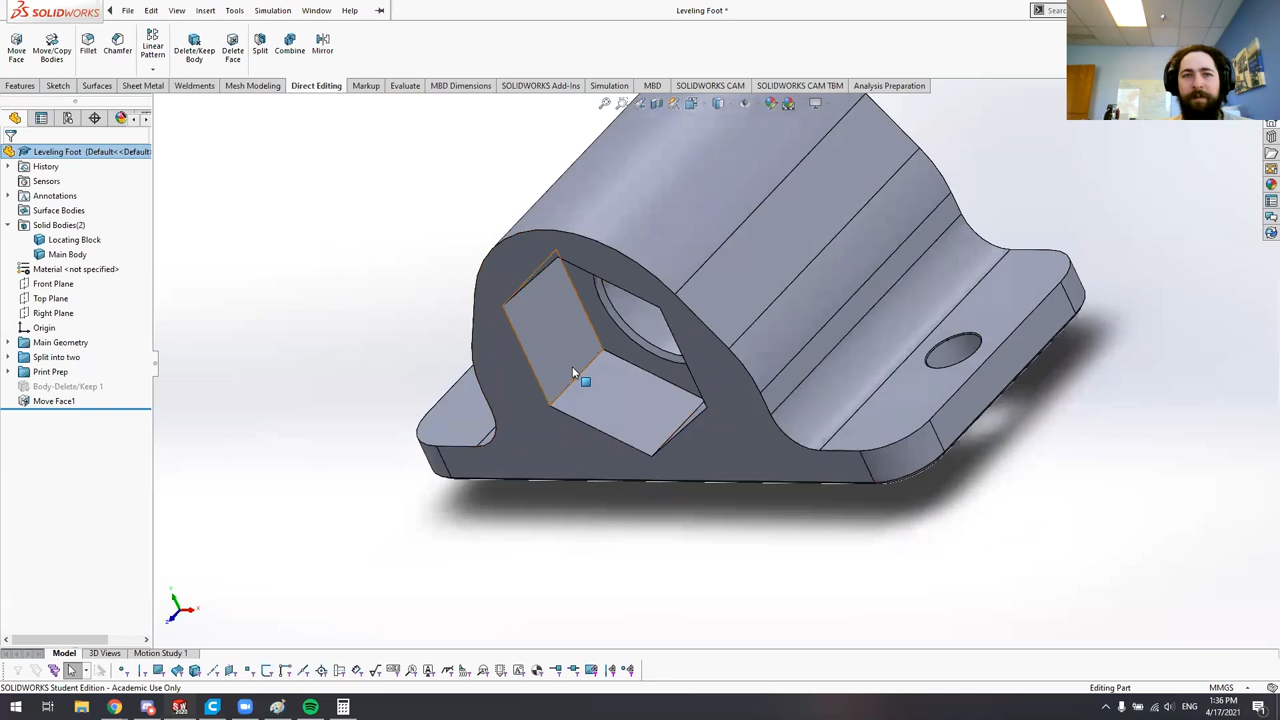 SOLIDWORKS
File Edit View Insert Tools Simulation Window Help
Leveling Foot *
Sear
Move Face
Move/Copy Bodies
Fillet
Chamfer
Linear Pattern
Delete/Keep Body
Delete Face
Split
Combine
Mirror
Features Sketch Surfaces Sheet Metal Weldments Mesh Modeling Direct Editing Markup Evaluate MBD Dimensions SOLIDWORKS Add-Ins Simulation MBD SOLIDWORKS CAM SOLIDWORKS CAM TBM Analysis Preparation
Leveling Foot (Default<<Default>
History
Sensors
Annotations
Surface Bodies
Solid Bodies(2)
Locating Block
Main Body
Material <not specified>
Front Plane
Top Plane
Right Plane
Origin
Main Geometry
Split into two
Print Prep
Body-Delete/Keep 1
Move Face1
Model 3D Views Motion Study 1
SOLIDWORKS Student Edition - Academic Use Only
Editing Part
MMGS
ENG
1:36 PM
4/17/2021